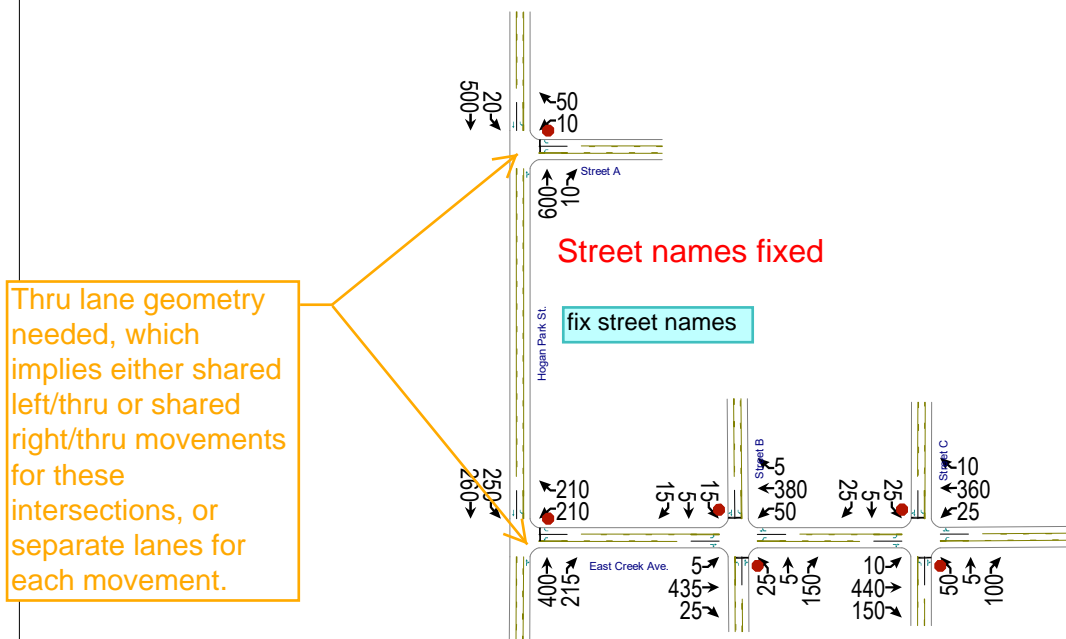 500
20
50
10
Street A
600
10
Street names fixed
fix street names
Hogan Park St.
Thru lane geometry
needed, which
implies either shared
left/thru or shared
right/thru movements
for these
intersections, or
separate lanes for
each movement.
260
250
210
210
East Creek Ave.
400
215
15
5
15
Street B
5
380
50
5
435
25
25
5
150
25
5
25
Street C
10
360
25
10
440
150
50
5
100